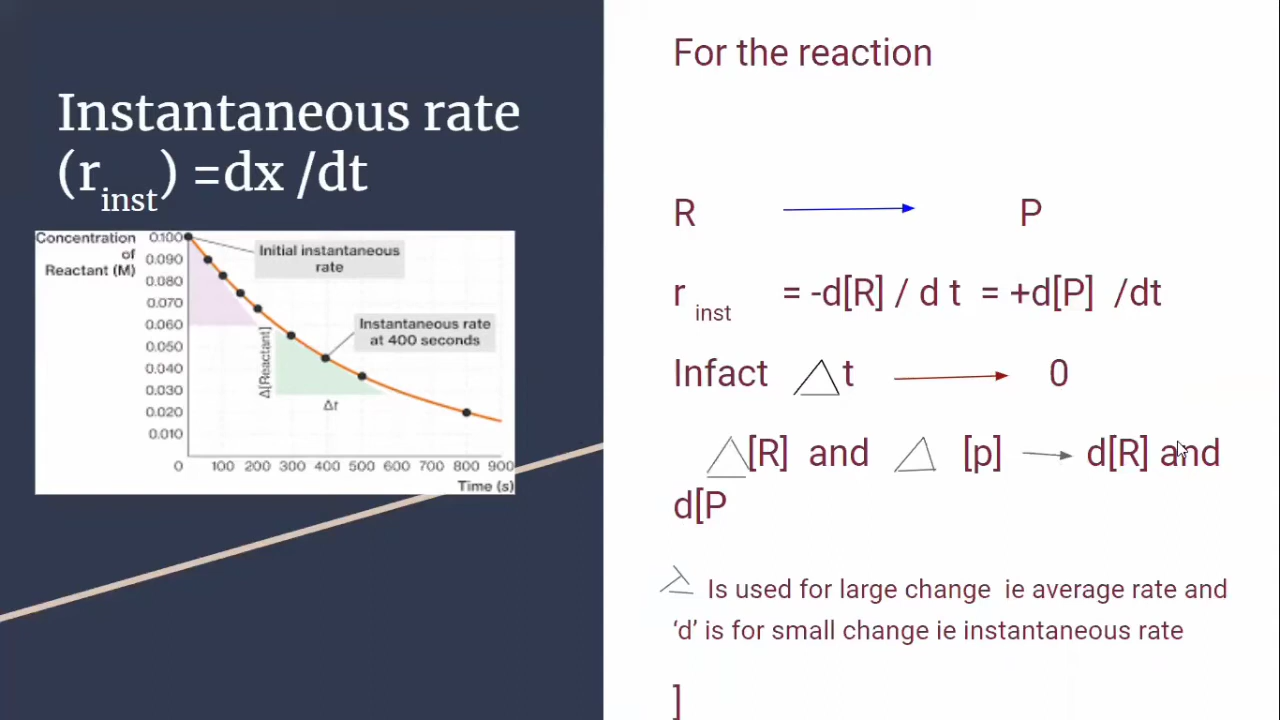 Instantaneous rate
(r inst) =dx /dt
Concentration
of
Reactant (M)
0.100
0.090
0.080
0.070
0.060
0.050
0.040
0.030
0.020
0.010
0 100 200 300 400 500 600 700 800 900
Time (s)
Initial instantaneous
rate
Instantaneous rate
at 400 seconds
Δ[Reactant]
Δt
For the reaction
R → P
r inst = -d[R] / d t = +d[P] /dt
Infact △t → 0
△[R] and △ [p] → d[R] and
d[P
Is used for large change ie average rate and
‘d’ is for small change ie instantaneous rate
]